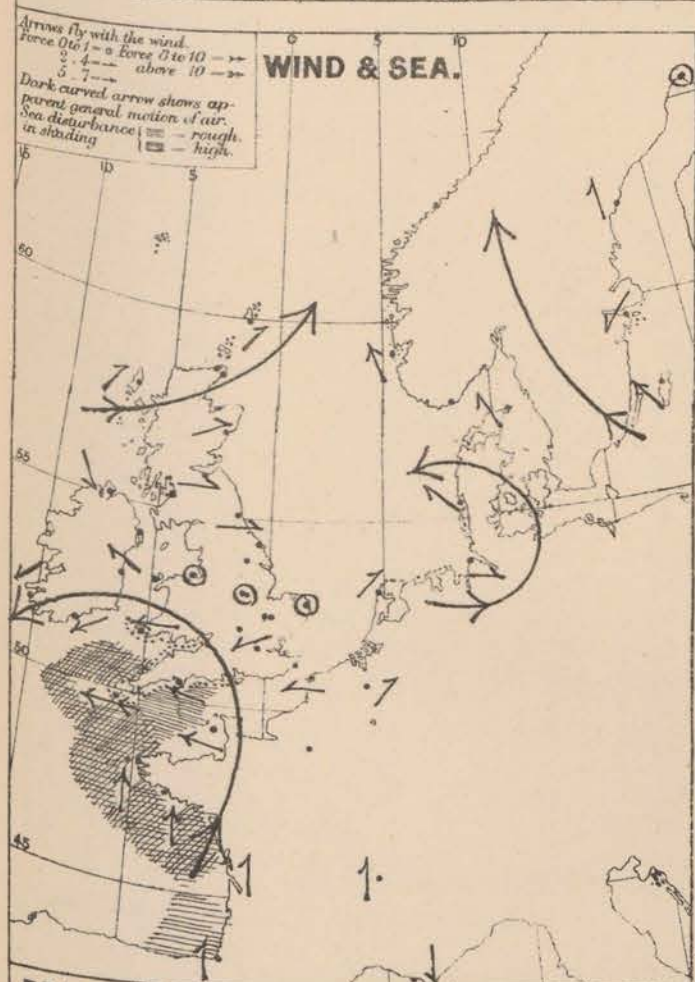 Arrows fly with the wind.
Force 0 to 1 – o Force 8 to 10 –
2 . 4 – above 10 –
5 . 7 –
Dark curved arrow shows ap-
parent general motion of air.
Sea disturbance – rough.
in shading – high.
WIND & SEA.
0 5 10
15 10 5
60
55
50
45